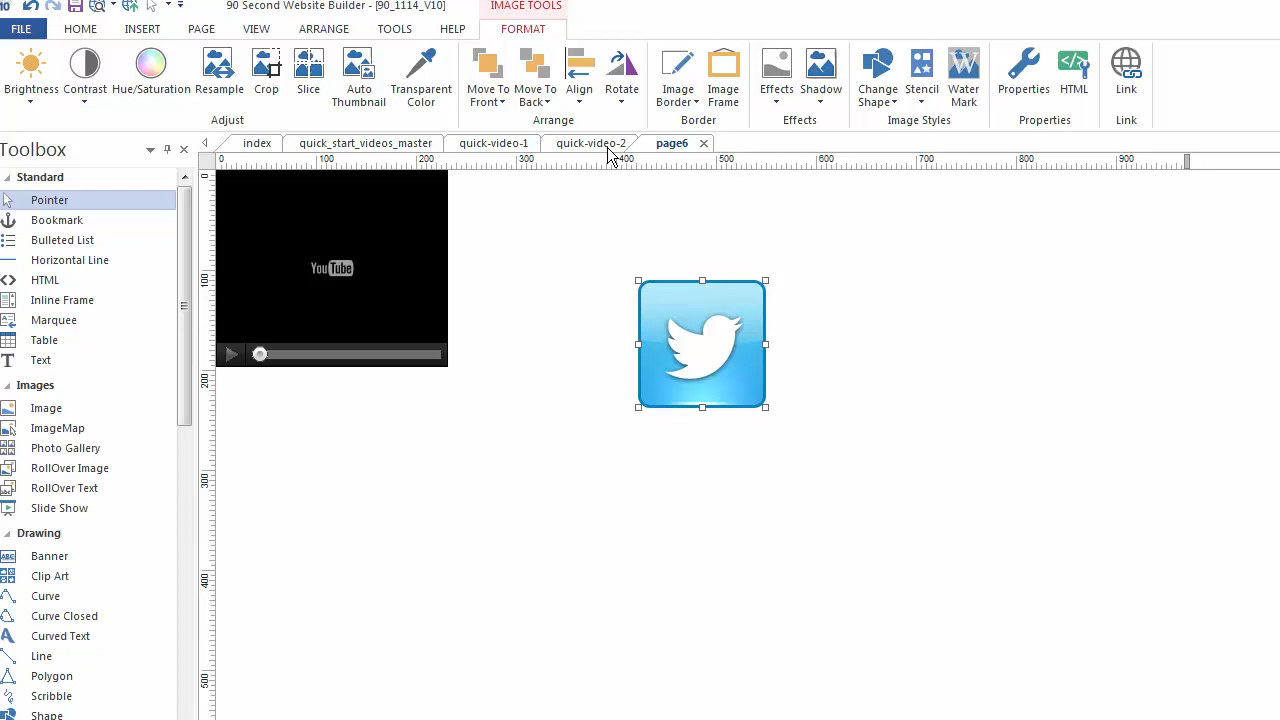 90 Second Website Builder - [90_1114_V10]
IMAGE TOOLS
FILE HOME INSERT PAGE VIEW ARRANGE TOOLS HELP FORMAT
Brightness Contrast Hue/Saturation Resample Crop Slice Auto Thumbnail Transparent Color
Adjust
Move To Front Move To Back Align Rotate
Arrange
Image Border Image Frame
Border
Effects Shadow
Effects
Change Shape Stencil Water Mark
Image Styles
Properties HTML
Properties
Link
Link
index quick_start_videos_master quick-video-1 quick-video-2 page6
0 100 200 300 400 500 600 700 800 900
0
100
200
300
400
500
Toolbox
Standard
Pointer
Bookmark
Bulleted List
Horizontal Line
HTML
Inline Frame
Marquee
Table
Text
Images
Image
ImageMap
Photo Gallery
RollOver Image
RollOver Text
Slide Show
Drawing
Banner
Clip Art
Curve
Curve Closed
Curved Text
Line
Polygon
Scribble
Shape
YouTube